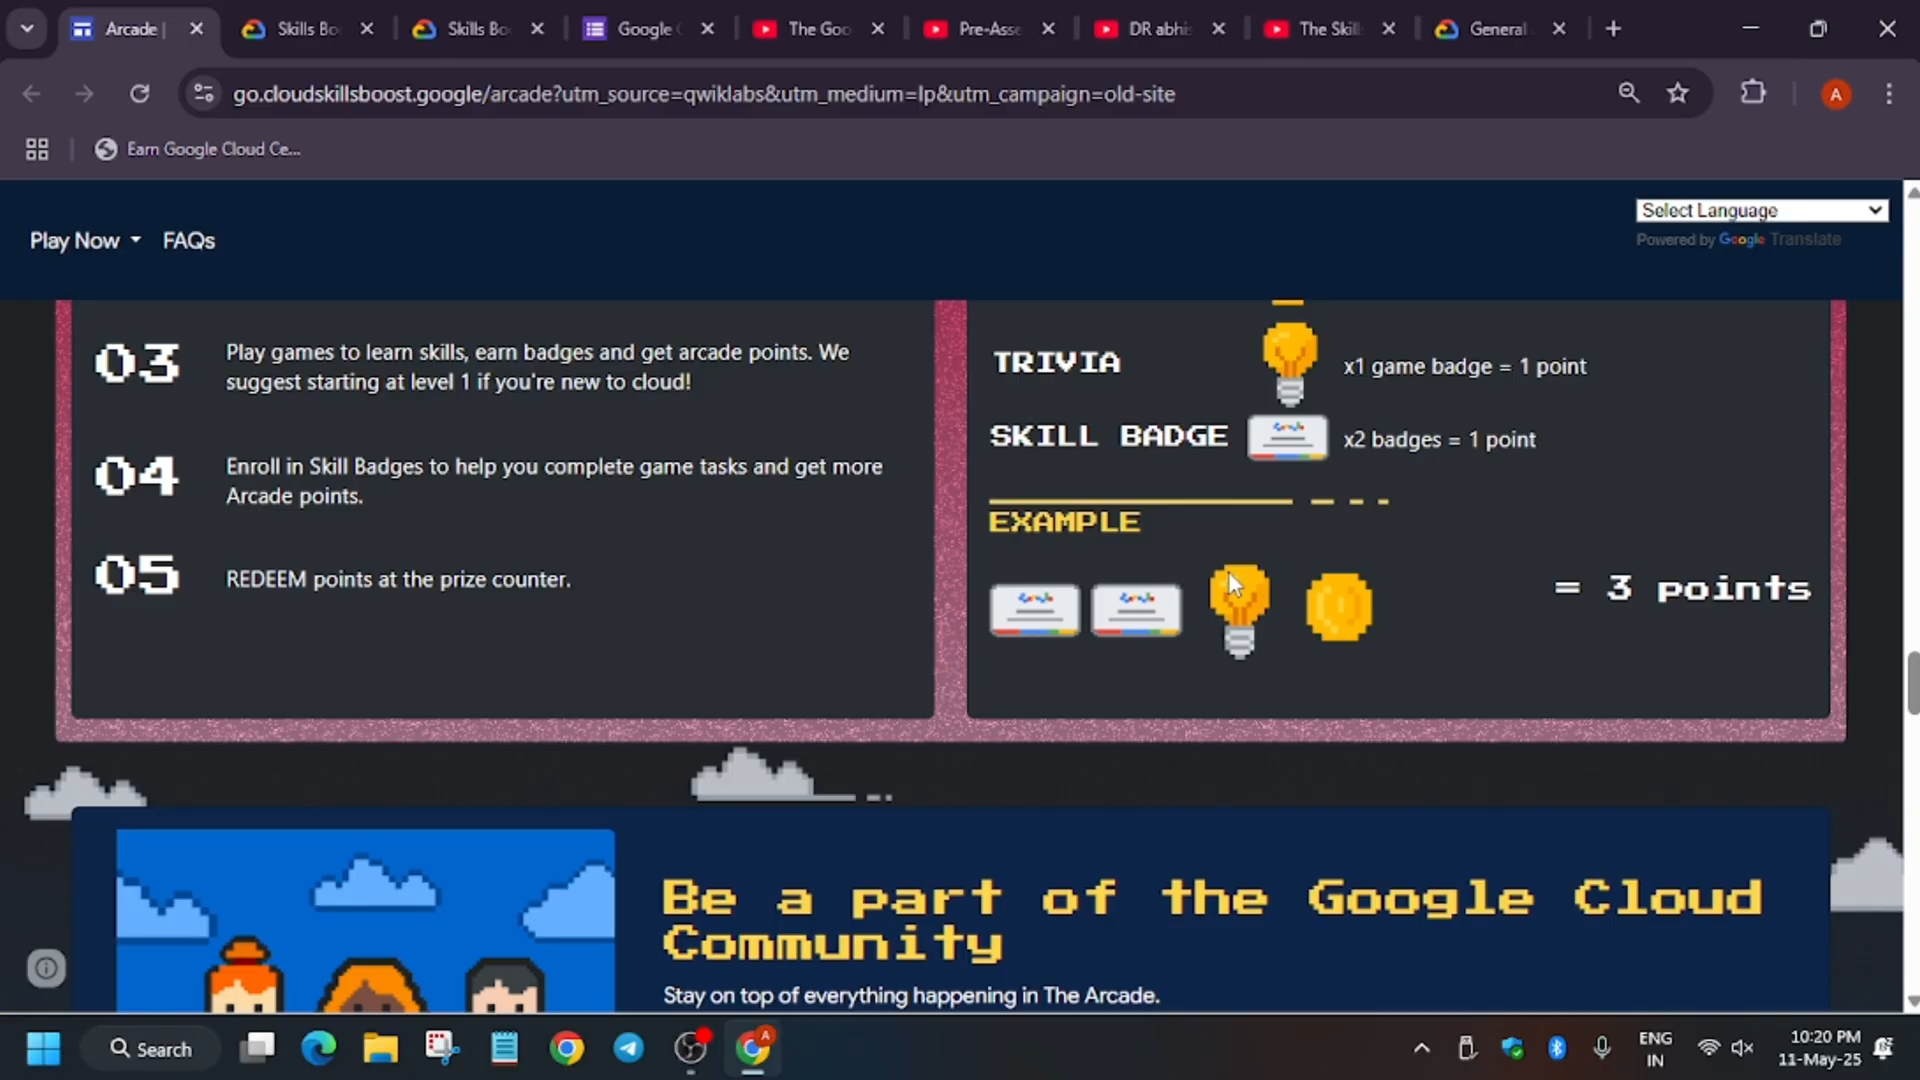 Arcade |
Skills Bo
Skills Bo
Google
The Goo
Pre-Asse
DR abhis
The Skil
General
go.cloudskillsboost.google/arcade?utm_source=qwiklabs&utm_medium=lp&utm_campaign=old-site
A
Earn Google Cloud Ce...
Select Language
Play Now
FAQs
Powered by Google Translate
03
Play games to learn skills, earn badges and get arcade points. We
suggest starting at level 1 if you're new to cloud!
04
Enroll in Skill Badges to help you complete game tasks and get more
Arcade points.
05
REDEEM points at the prize counter.
TRIVIA
x1 game badge = 1 point
SKILL BADGE
x2 badges = 1 point
EXAMPLE
= 3 points
Be a part of the Google Cloud
Community
Stay on top of everything happening in The Arcade.
Search
A
ENG
IN
10:20 PM
11-May-25